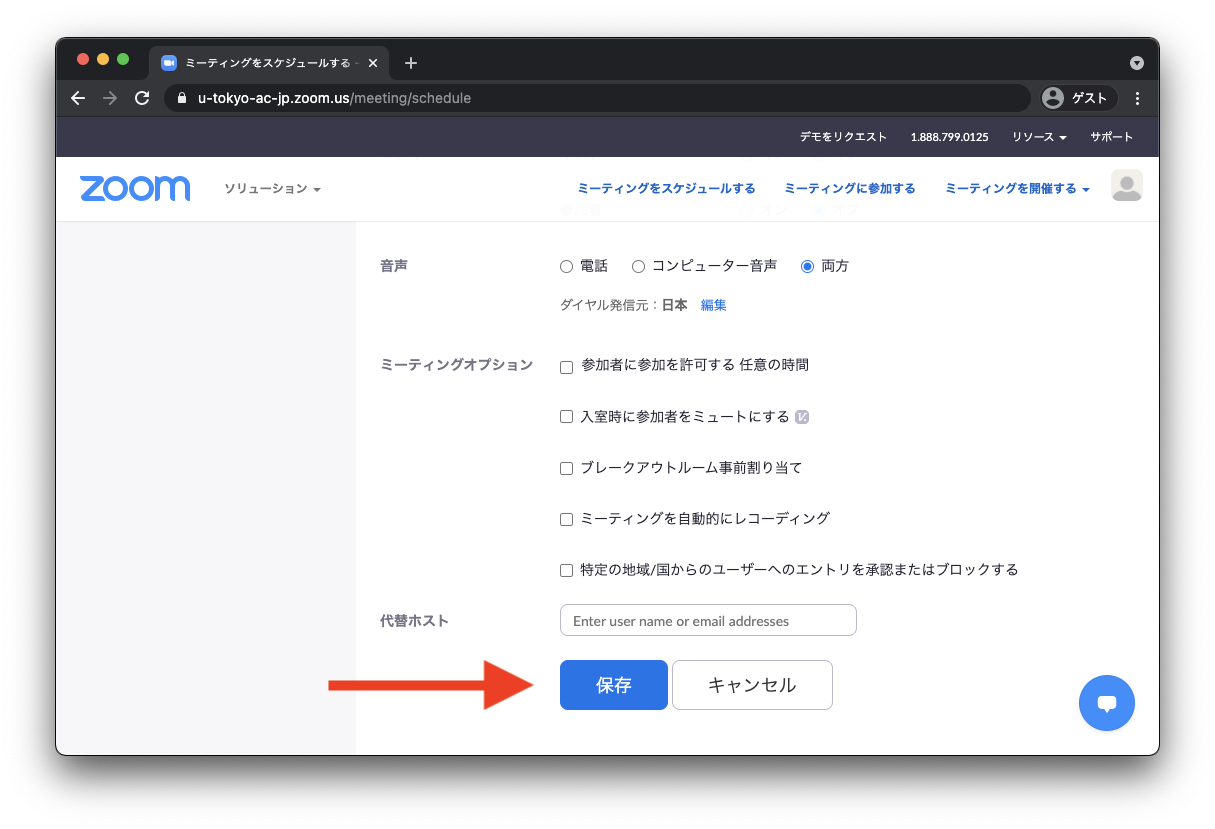 ミーティングをスケジュールする -
u-tokyo-ac-jp.zoom.us/meeting/schedule
ゲスト
デモをリクエスト 1.888.799.0125 リソース サポート
zoom ソリューション ミーティングをスケジュールする ミーティングに参加する ミーティングを開催する
オン オフ
音声 電話 コンピューター音声 両方
ダイヤル発信元：日本 編集
ミーティングオプション 参加者に参加を許可する 任意の時間
入室時に参加者をミュートにする
ブレークアウトルーム事前割り当て
ミーティングを自動的にレコーディング
特定の地域/国からのユーザーへのエントリを承認またはブロックする
代替ホスト Enter user name or email addresses
保存 キャンセル